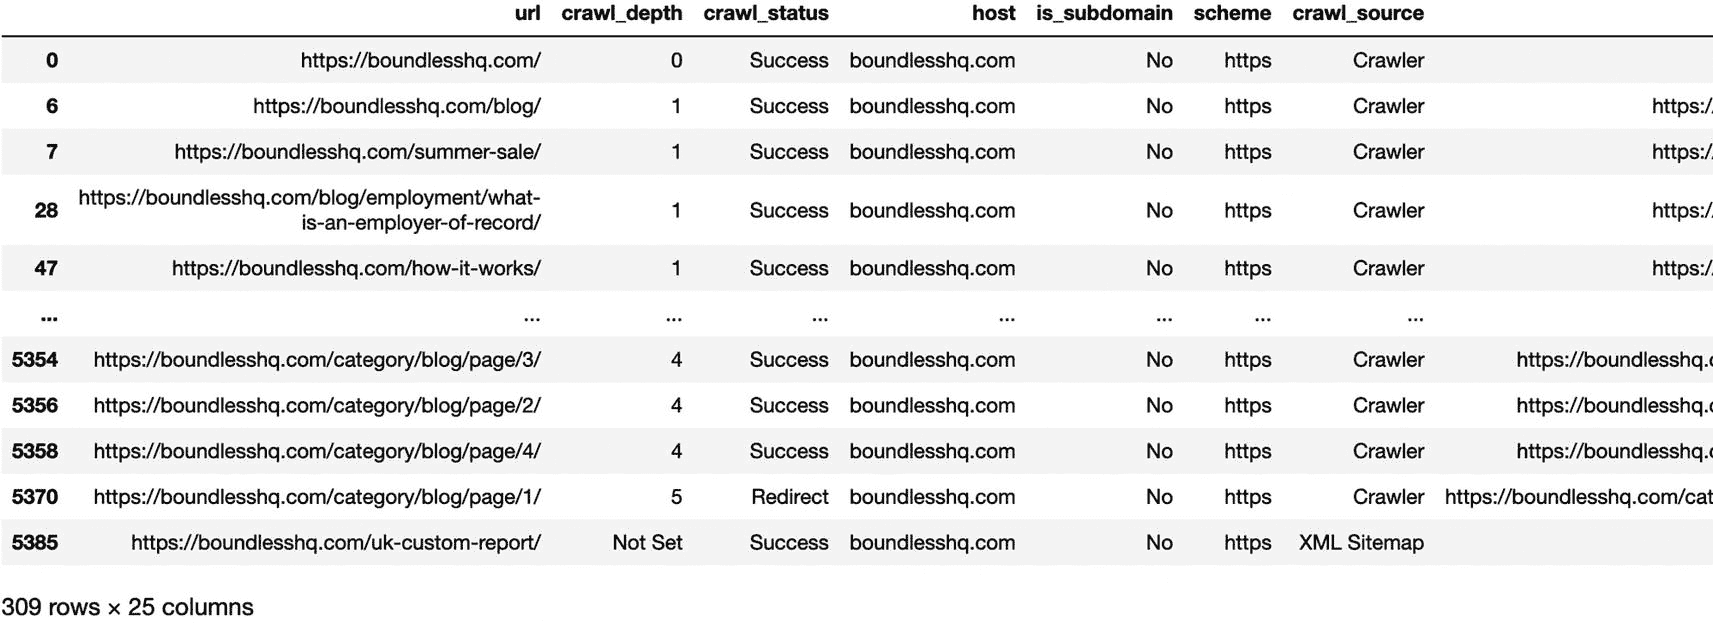 url crawl_depth crawl_status host is_subdomain scheme crawl_source
0 https://boundlesshq.com/ 0 Success boundlesshq.com No https Crawler
6 https://boundlesshq.com/blog/ 1 Success boundlesshq.com No https Crawler https:/
7 https://boundlesshq.com/summer-sale/ 1 Success boundlesshq.com No https Crawler https:/
28 https://boundlesshq.com/blog/employment/what-
is-an-employer-of-record/ 1 Success boundlesshq.com No https Crawler https:/
47 https://boundlesshq.com/how-it-works/ 1 Success boundlesshq.com No https Crawler https:/
... ... ... ... ... ... ... ...
5354 https://boundlesshq.com/category/blog/page/3/ 4 Success boundlesshq.com No https Crawler https://boundlesshq.
5356 https://boundlesshq.com/category/blog/page/2/ 4 Success boundlesshq.com No https Crawler https://boundlesshq.
5358 https://boundlesshq.com/category/blog/page/4/ 4 Success boundlesshq.com No https Crawler https://boundlesshq.
5370 https://boundlesshq.com/category/blog/page/1/ 5 Redirect boundlesshq.com No https Crawler https://boundlesshq.com/cat
5385 https://boundlesshq.com/uk-custom-report/ Not Set Success boundlesshq.com No https XML Sitemap
309 rows × 25 columns